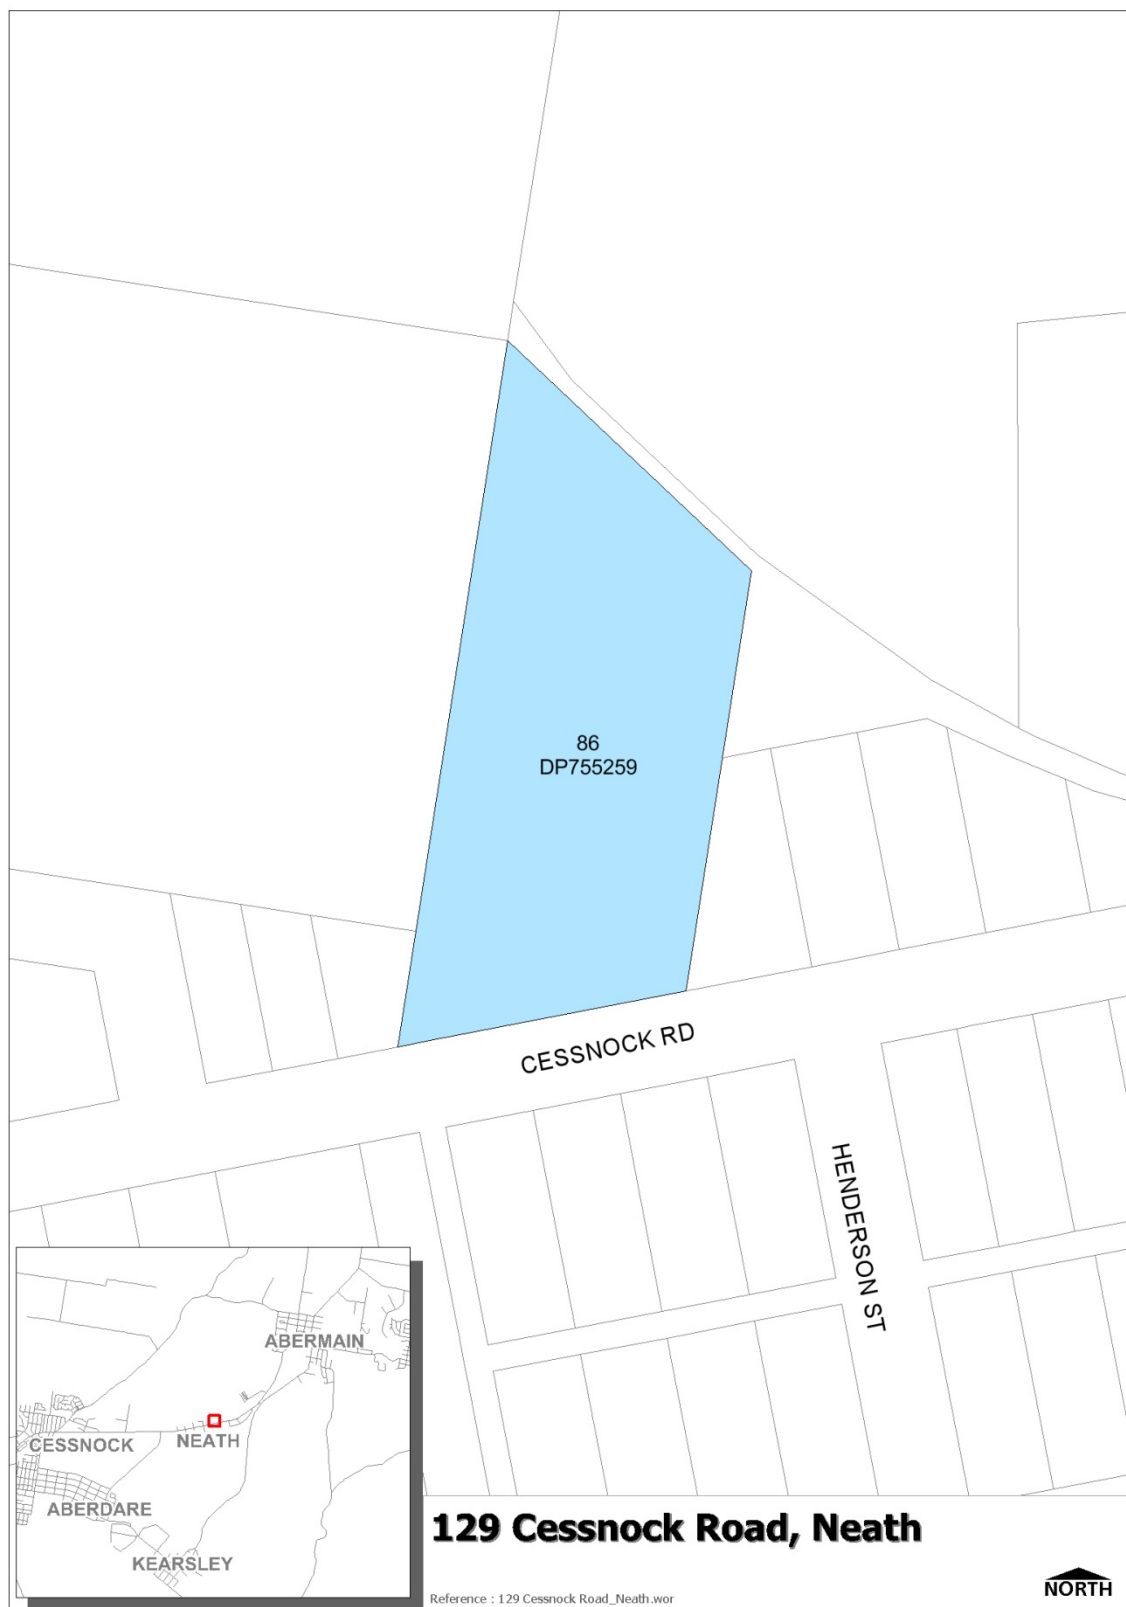 86
DP755259
CESSNOCK RD
HENDERSON ST
ABERMAIN
CESSNOCK
NEATH
ABERDARE
KEARSLEY
129 Cessnock Road, Neath
Reference : 129 Cessnock Road_Neath.wor
NORTH